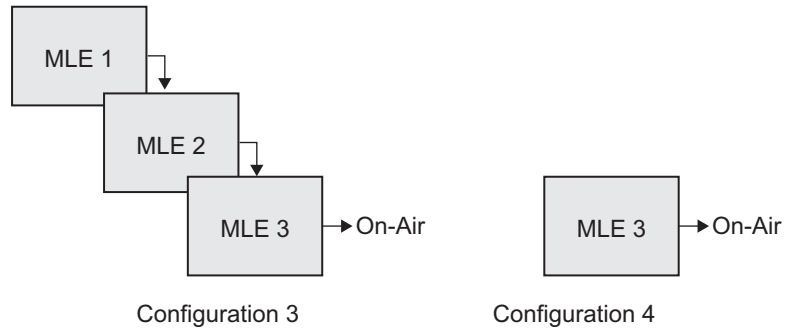 MLE 1
MLE 2
MLE 3
On-Air
MLE 3
On-Air
Configuration 3
Configuration 4